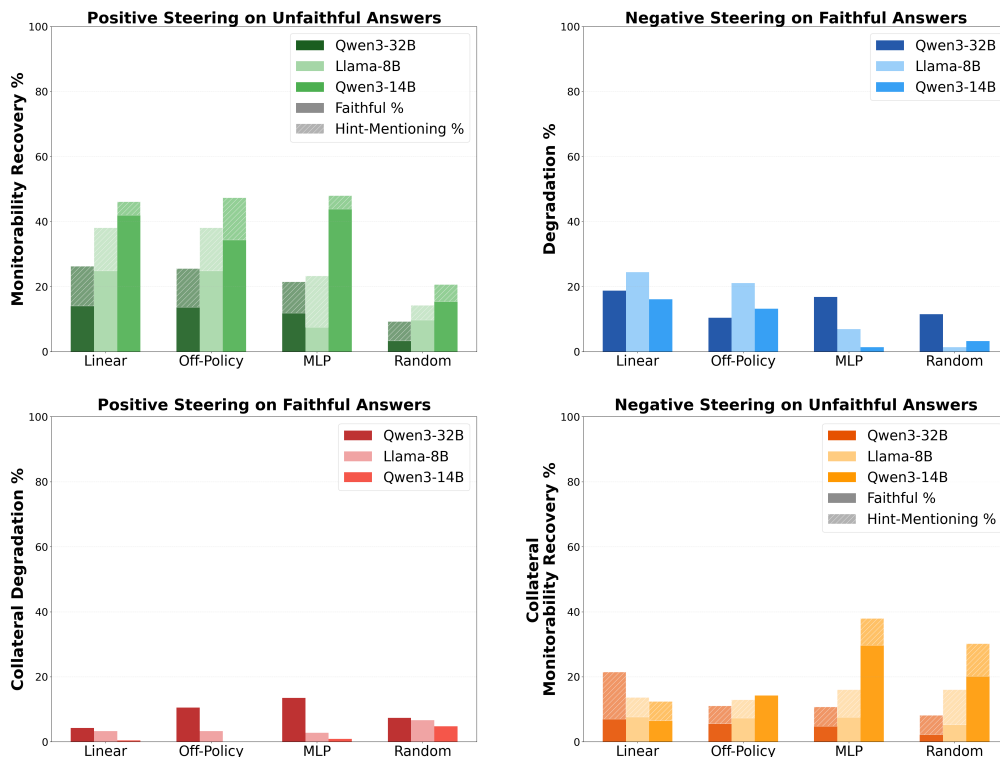 Positive Steering on Unfaithful Answers
Monitorability Recovery %
100
80
60
40
20
0
Linear
Off-Policy
MLP
Random
Qwen3-32B
Llama-8B
Qwen3-14B
Faithful %
Hint-Mentioning %
Negative Steering on Faithful Answers
Degradation %
100
80
60
40
20
0
Linear
Off-Policy
MLP
Random
Qwen3-32B
Llama-8B
Qwen3-14B
Positive Steering on Faithful Answers
Collateral Degradation %
100
80
60
40
20
0
Linear
Off-Policy
MLP
Random
Qwen3-32B
Llama-8B
Qwen3-14B
Negative Steering on Unfaithful Answers
Collateral
Monitorability Recovery %
100
80
60
40
20
0
Linear
Off-Policy
MLP
Random
Qwen3-32B
Llama-8B
Qwen3-14B
Faithful %
Hint-Mentioning %